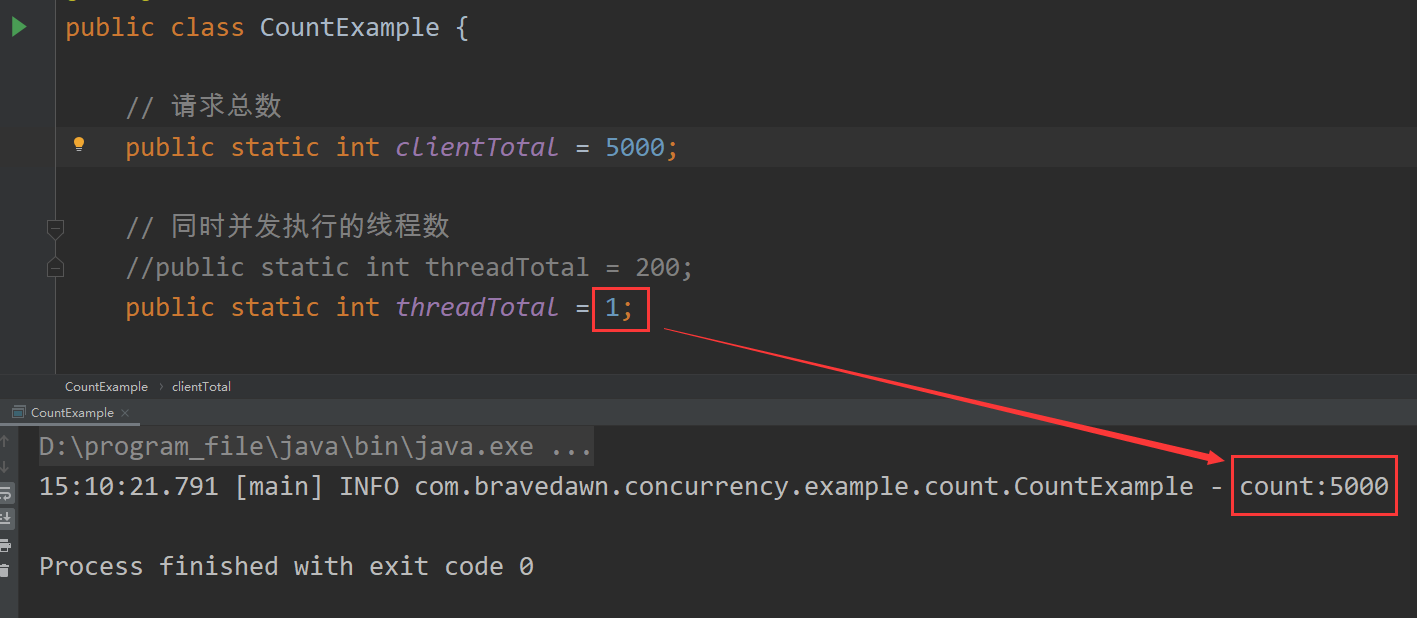 public class CountExample {
// 请求总数
public static int clientTotal = 5000;
// 同时并发执行的线程数
//public static int threadTotal = 200;
public static int threadTotal = 1;
CountExample › clientTotal
CountExample ×
D:\program_file\java\bin\java.exe ...
15:10:21.791 [main] INFO com.bravedawn.concurrency.example.count.CountExample - count:5000
Process finished with exit code 0